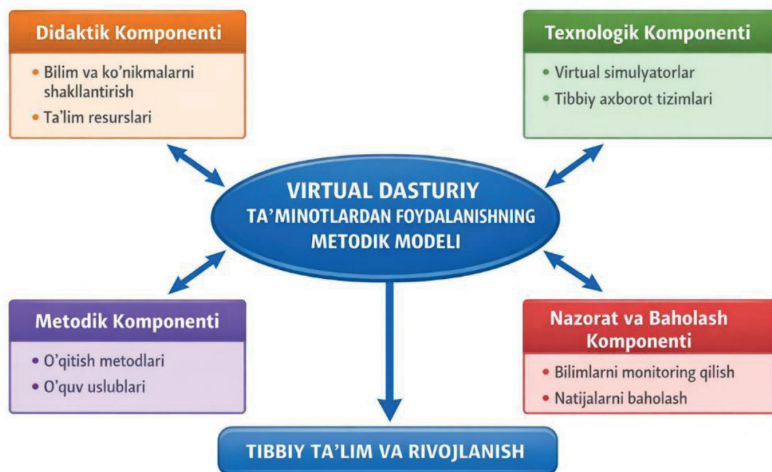 Didaktik Komponenti
• Bilim va ko'nikmalarni
shakllantirish
• Ta'lim resurslari
Texnologik Komponenti
• Virtual simulyatorlar
• Tibbiy axborot tizimlari
VIRTUAL DASTURIY
TA'MINOTLARDAN FOYDALANISHNING
METODIK MODELI
Metodik Komponenti
• O'qitish metodlari
• O'quv uslublari
Nazorat va Baholash
Komponenti
• Bilimlarni monitoring qilish
• Natijalarni baholash
TIBBIY TA'LIM VA RIVOJLANISH